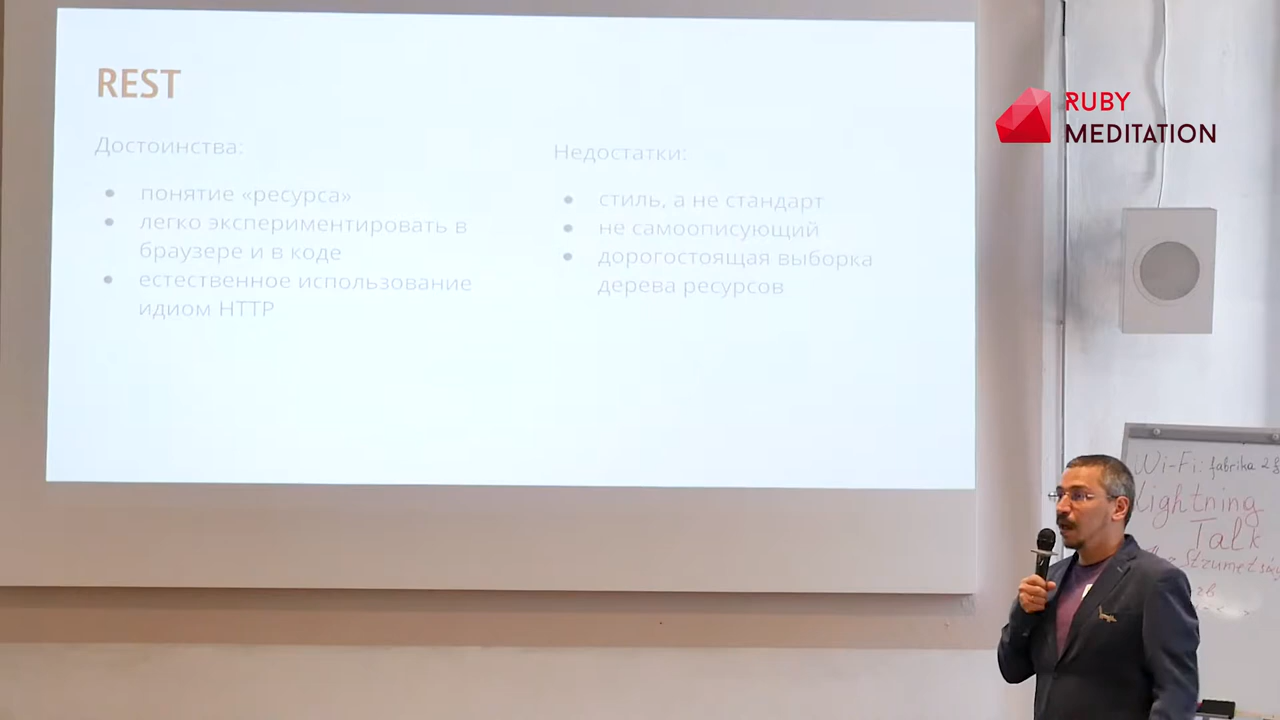 REST
Достоинства:
● понятие «ресурса»
● легко экспериментировать в
браузере и в коде
● естественное использование
идиом HTTP
Недостатки:
● стиль, а не стандарт
● не самоописующий
● дорогостоящая выборка
дерева ресурсов
RUBY
MEDITATION
Wi-Fi: fabrika
Lightning
Talk